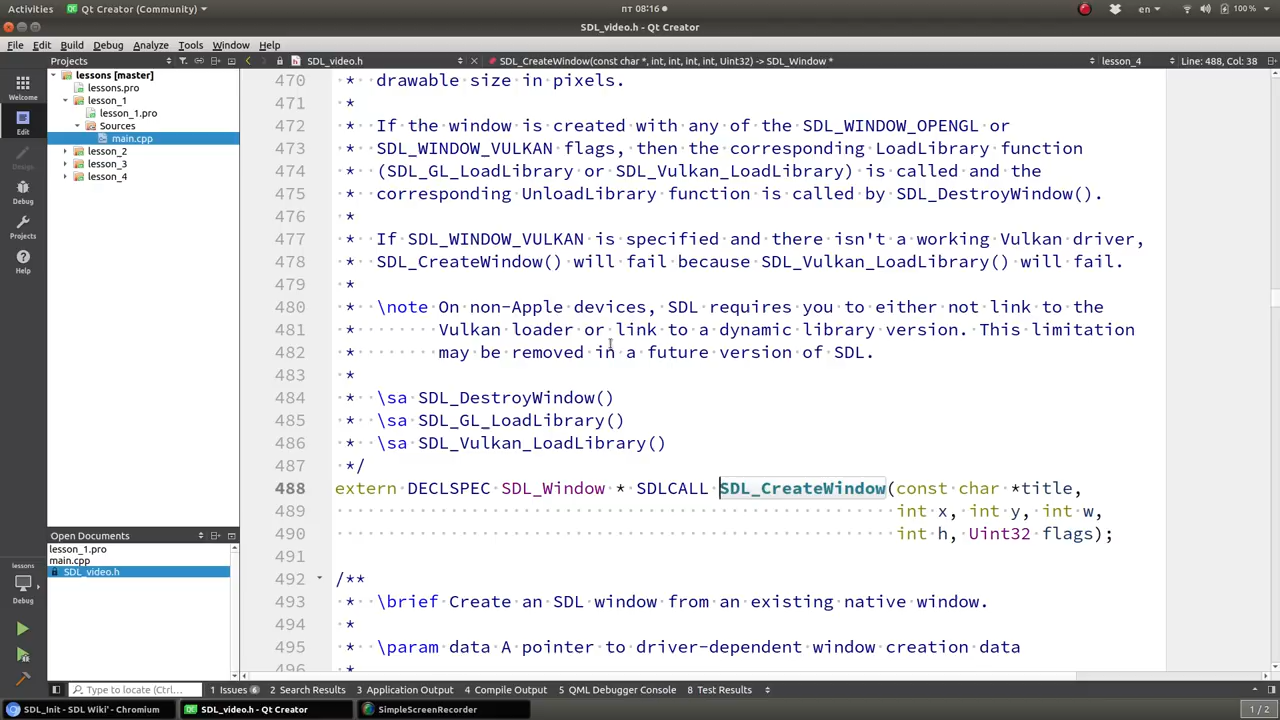 Activities Qt Creator (Community) пт 08:16 en 100 %
SDL_video.h - Qt Creator
File Edit Build Debug Analyze Tools Window Help
Projects SDL_video.h SDL_CreateWindow(const char *, int, int, int, int, Uint32) -> SDL_Window * lesson_4 Line: 488, Col: 38
Welcome
Edit
Design
Debug
Projects
Help
lessons [master]
lessons.pro
lesson_1
lesson_1.pro
Sources
main.cpp
lesson_2
lesson_3
lesson_4
Open Documents
lesson_1.pro
main.cpp
SDL_video.h
lessons
Debug
470 * drawable size in pixels.
471 *
472 * If the window is created with any of the SDL_WINDOW_OPENGL or
473 * SDL_WINDOW_VULKAN flags, then the corresponding LoadLibrary function
474 * (SDL_GL_LoadLibrary or SDL_Vulkan_LoadLibrary) is called and the
475 * corresponding UnloadLibrary function is called by SDL_DestroyWindow().
476 *
477 * If SDL_WINDOW_VULKAN is specified and there isn't a working Vulkan driver,
478 * SDL_CreateWindow() will fail because SDL_Vulkan_LoadLibrary() will fail.
479 *
480 * \note On non-Apple devices, SDL requires you to either not link to the
481 * Vulkan loader or link to a dynamic library version. This limitation
482 * may be removed in a future version of SDL.
483 *
484 * \sa SDL_DestroyWindow()
485 * \sa SDL_GL_LoadLibrary()
486 * \sa SDL_Vulkan_LoadLibrary()
487 */
488 extern DECLSPEC SDL_Window * SDLCALL SDL_CreateWindow(const char *title,
489 int x, int y, int w,
490 int h, Uint32 flags);
491
492 /**
493 * \brief Create an SDL window from an existing native window.
494 *
495 * \param data A pointer to driver-dependent window creation data
496 *
Type to locate (Ctrl... 1 Issues 6 2 Search Results 3 Application Output 4 Compile Output 5 QML Debugger Console 8 Test Results
SDL_Init - SDL Wiki' - Chromium SDL_video.h - Qt Creator SimpleScreenRecorder 1 / 2